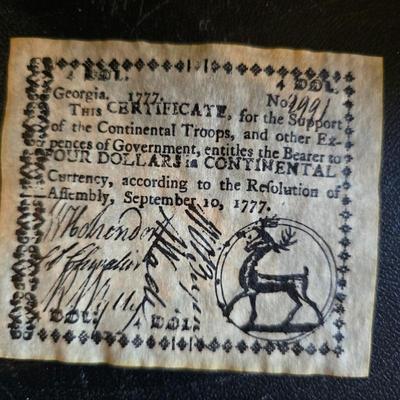 4 DOL. 4 DOL.
Georgia. 1777. No 2991
THIS CERTIFICATE, for the Support
of the Continental Troops, and other Ex-
pences of Government, entitles the Bearer to
FOUR DOLLARS in CONTINENTAL
Currency, according to the Resolution of
Assembly, September 10, 1777.
DOL: 4 DOL: